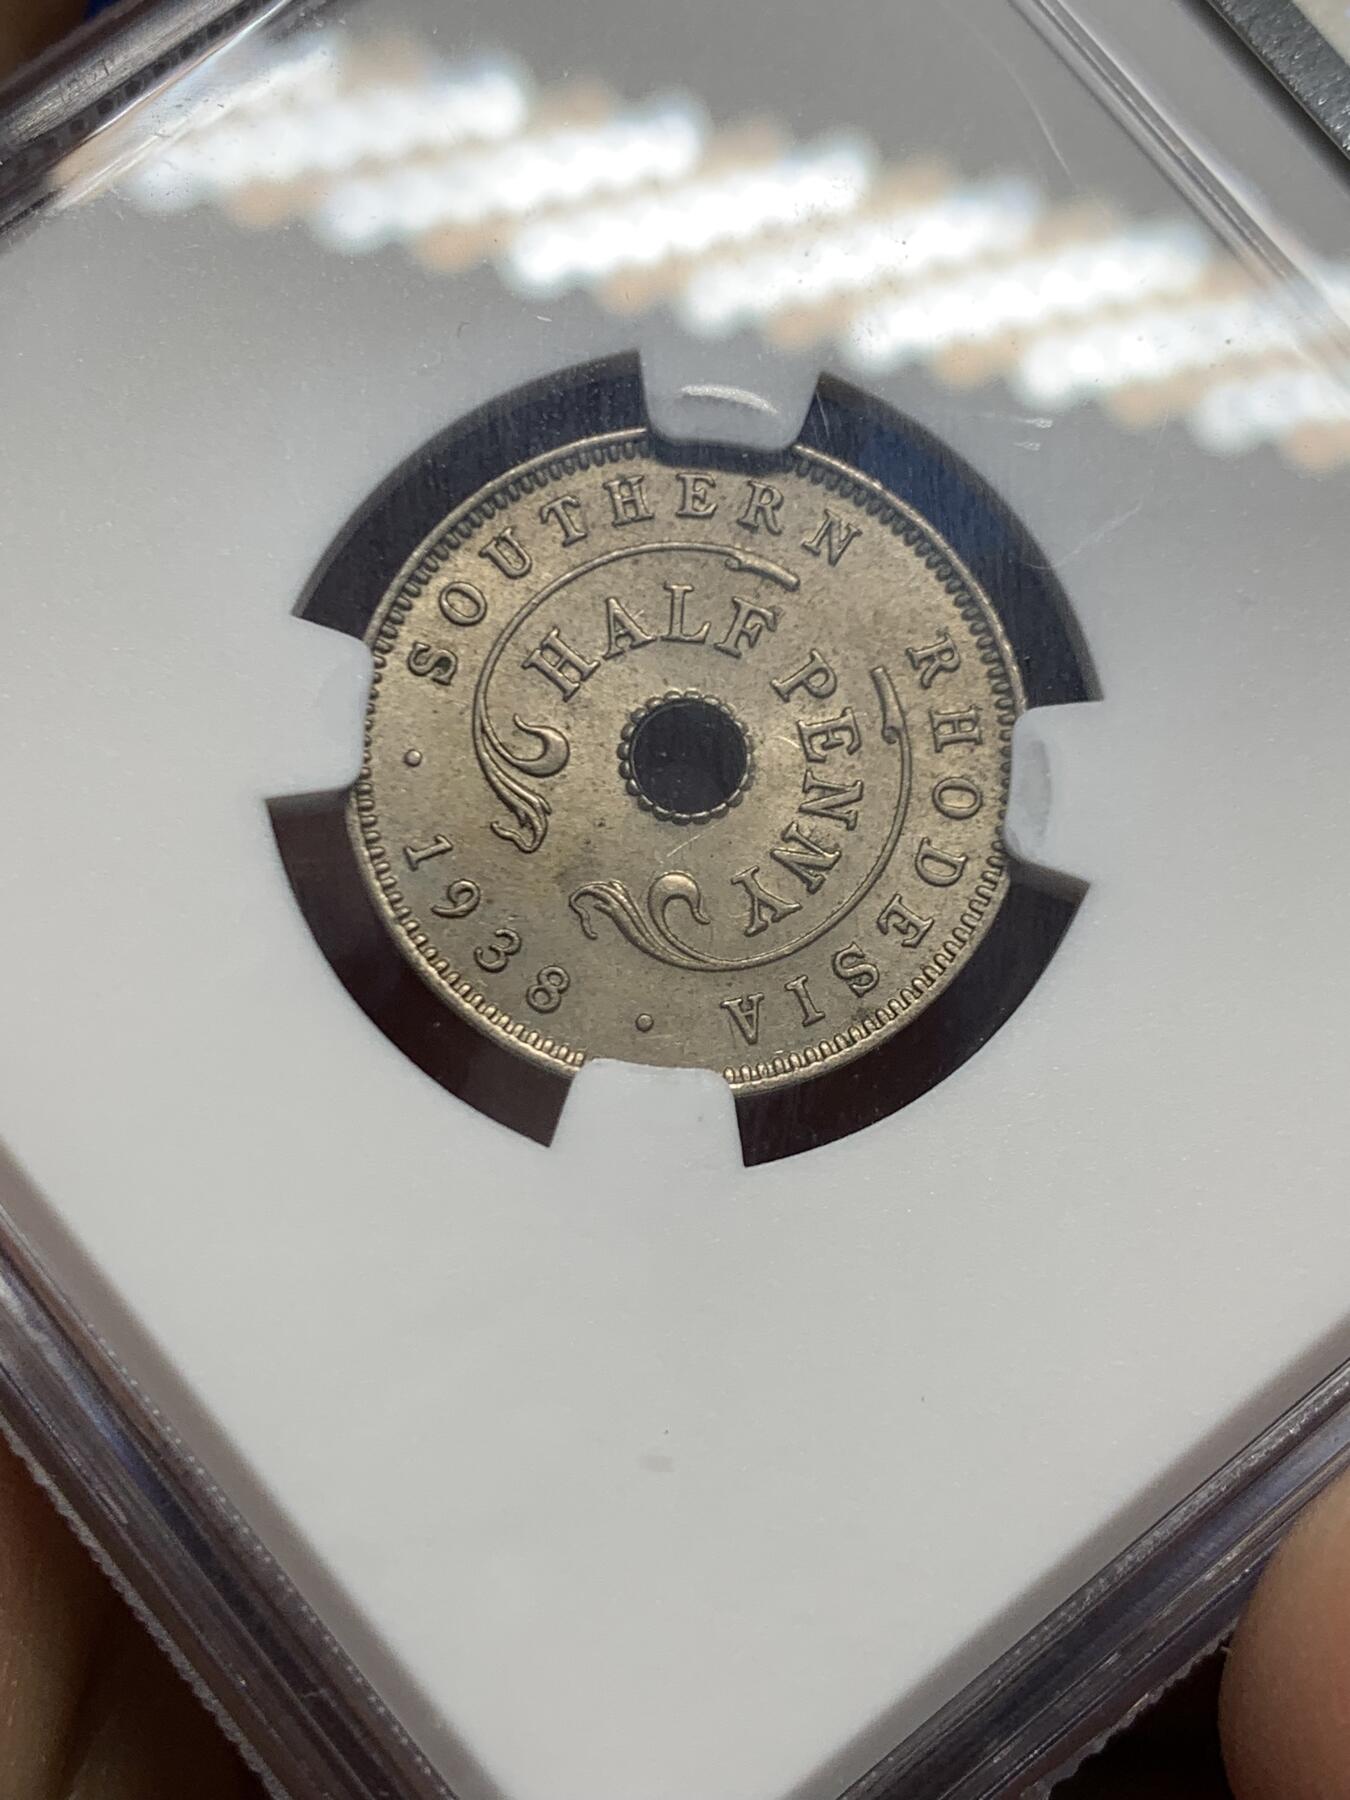 SOUTHERN RHODESIA
· 1938 ·
HALF PENNY